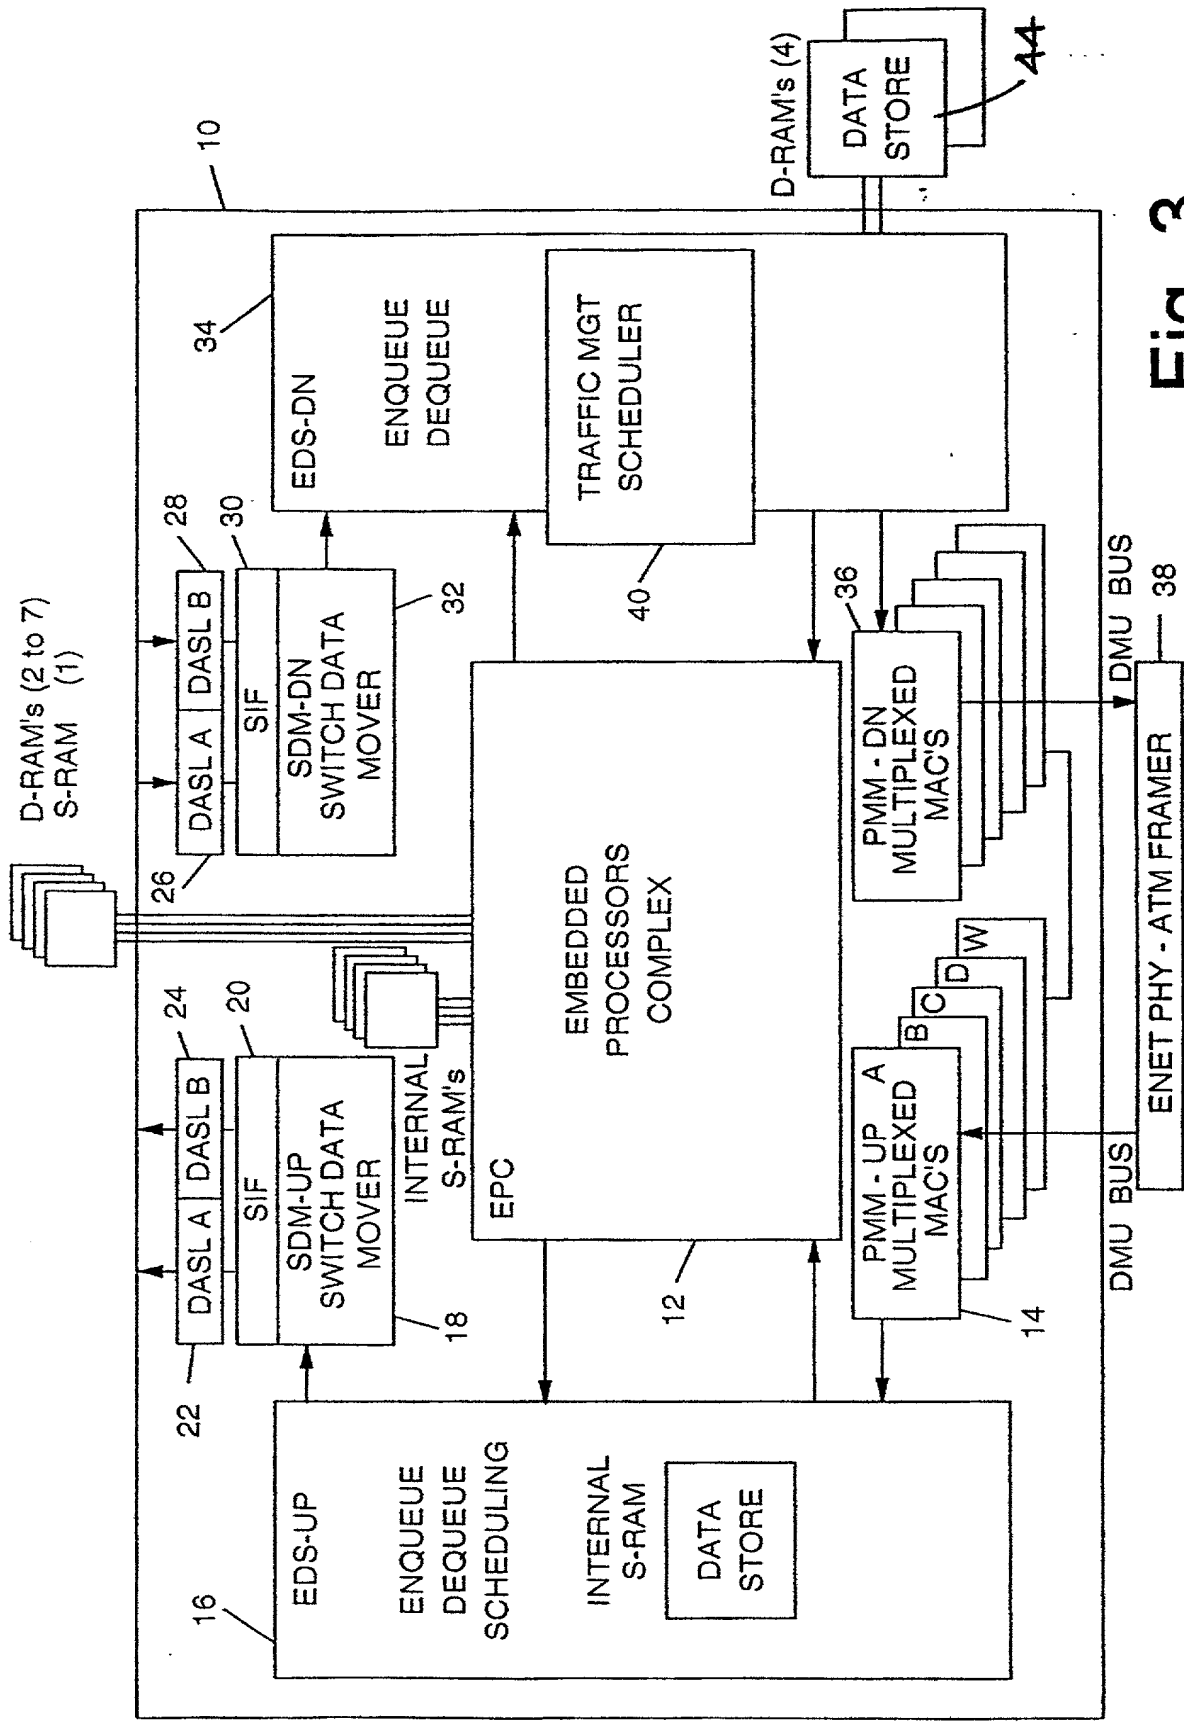 D-RAM's (2 to 7)
S-RAM (1)
10
22
24
DASL A
DASL B
SIF
20
SDM-UP
SWITCH DATA
MOVER
18
26
28
DASL A
DASL B
SIF
30
SDM-DN
SWITCH DATA
MOVER
32
INTERNAL
S-RAM's
16
EDS-UP
ENQUEUE
DEQUEUE
SCHEDULING
INTERNAL
S-RAM
DATA
STORE
EPC
EMBEDDED
PROCESSORS
COMPLEX
12
34
EDS-DN
ENQUEUE
DEQUEUE
TRAFFIC MGT
SCHEDULER
40
D-RAM's (4)
DATA
STORE
44
PMM - UP A
MULTIPLEXED
MAC'S
B
C
D
W
14
36
PMM - DN
MULTIPLEXED
MAC'S
DMU BUS
DMU BUS
ENET PHY - ATM FRAMER
38
Fig. 3